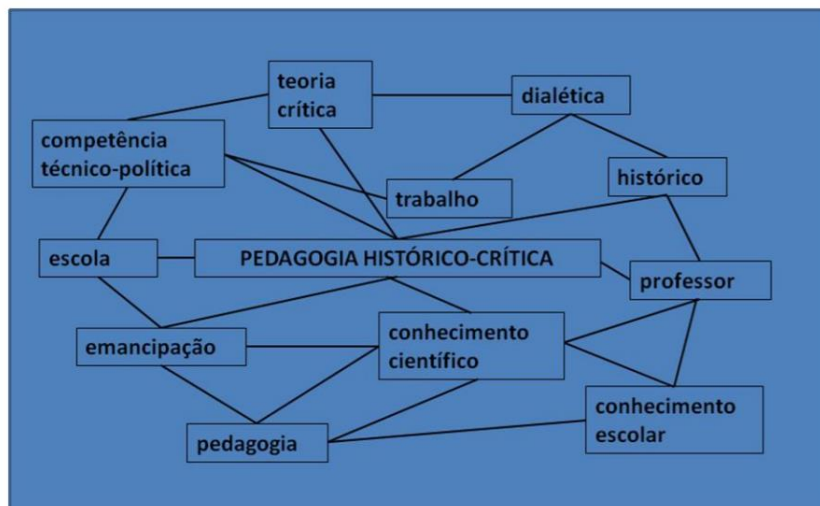 teoria
crítica
dialética
competência
técnico-política
trabalho
histórico
escola
PEDAGOGIA HISTÓRICO-CRÍTICA
professor
emancipação
conhecimento
científico
conhecimento
escolar
pedagogia